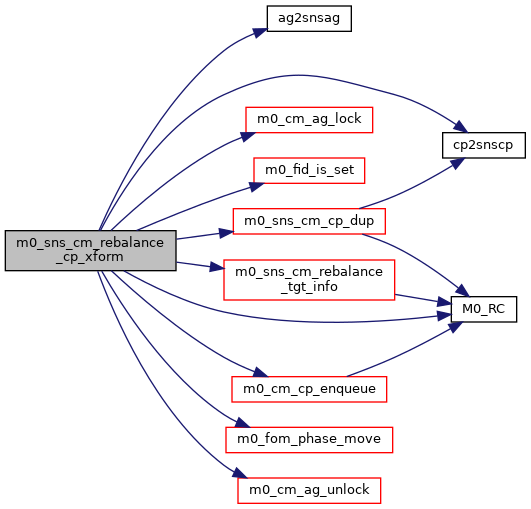 ag2snsag
m0_cm_ag_lock
cp2snscp
m0_fid_is_set
m0_sns_cm_cp_dup
m0_sns_cm_rebalance
_cp_xform
m0_sns_cm_rebalance
_tgt_info
M0_RC
m0_cm_cp_enqueue
m0_fom_phase_move
m0_cm_ag_unlock